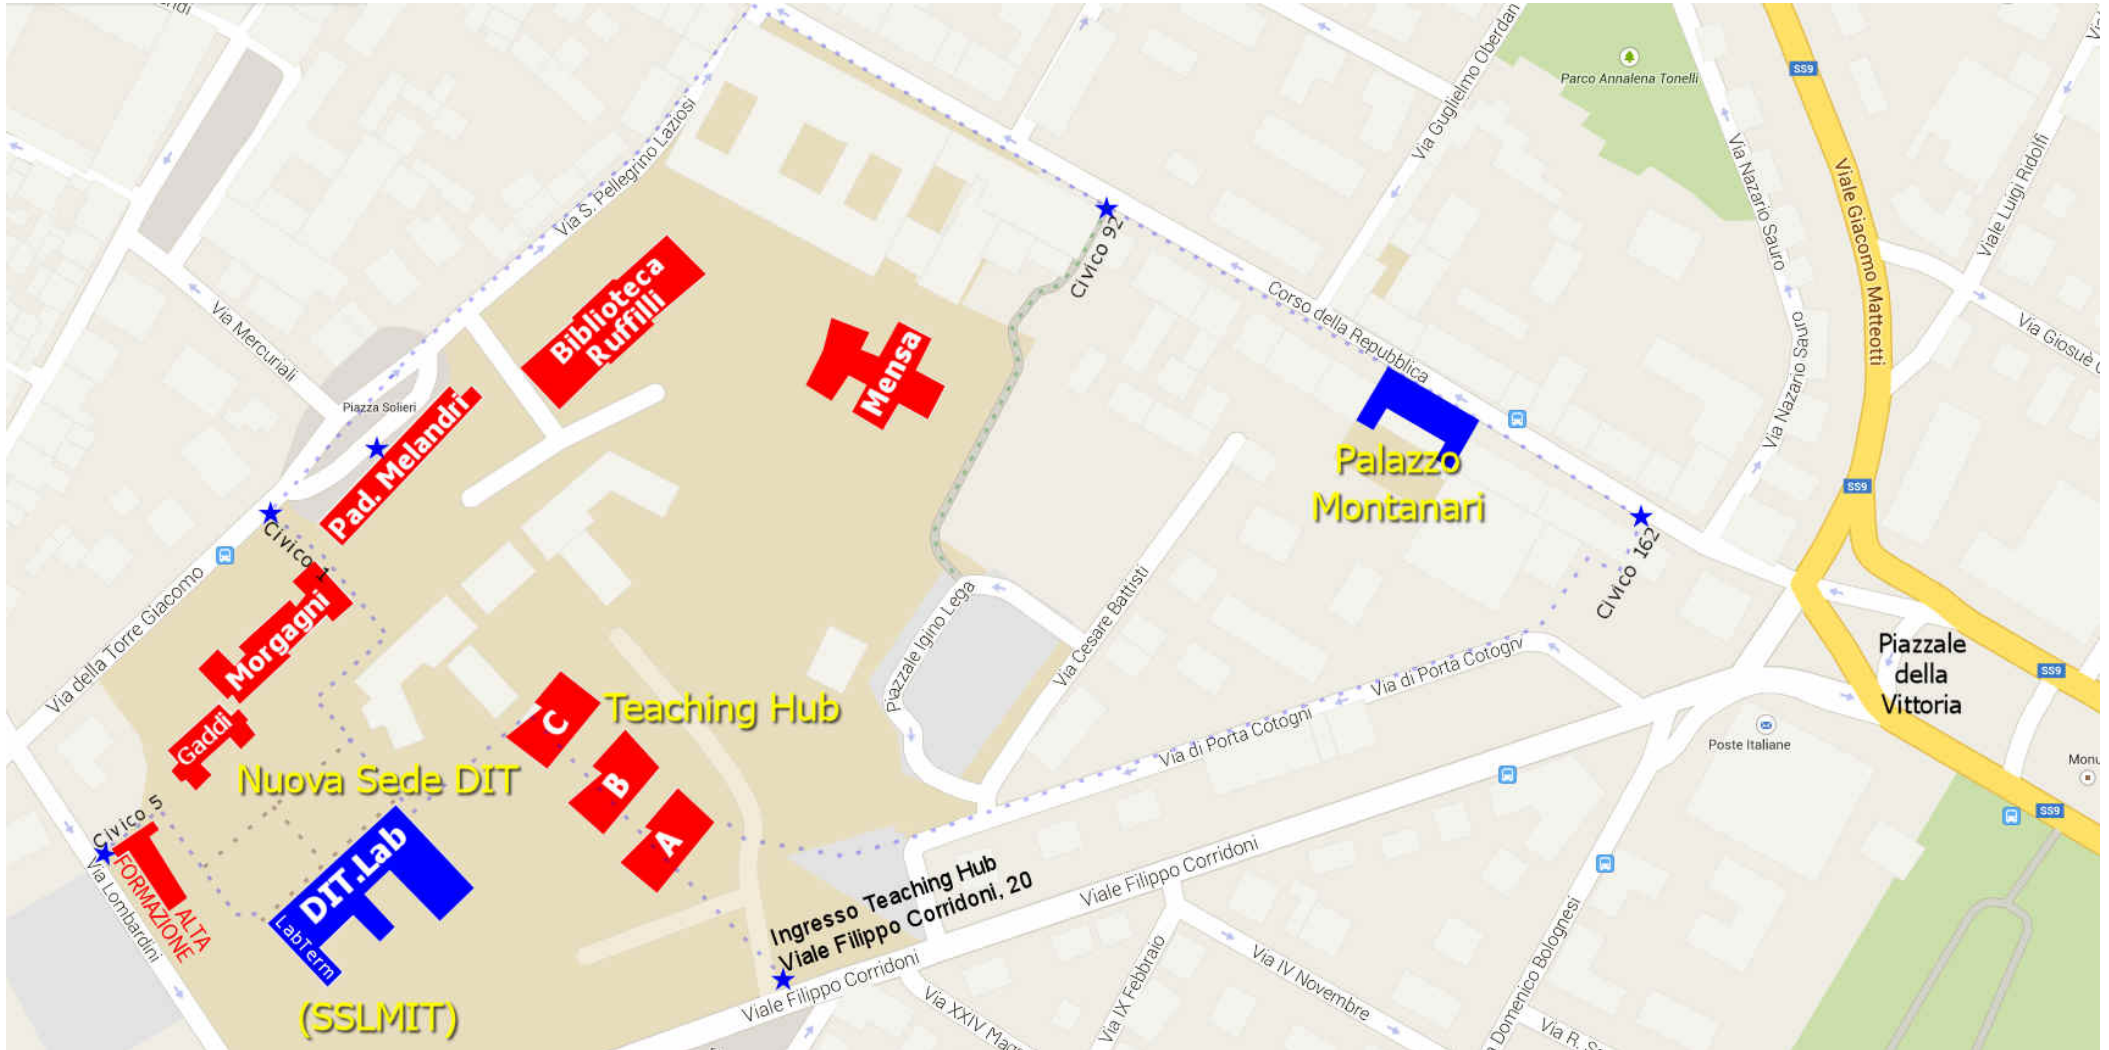 Parco Annalena Tonelli
SS9
Via Guglielmo Oberdan
Via S. Pellegrino Laziosi
Via Nazario Sauro
Viale Giacomo Matteotti
Viale Luigi Ridolfi
Civico 92
Biblioteca
Ruffilli
Via Mercuriali
Corso della Repubblica
Via Giosuè
Mensa
Via Nazario Sauro
Piazza Solieri
Pad. Melandri
Palazzo
Montanari
SS9
Civico 1
Civico 162
Via della Torre Giacomo
Morgagni
Piazzale Igino Lega
Via Cesare Battisti
Via di Porta Cotogni
Piazzale
della
Vittoria
SS9
Gaddi
C
Teaching Hub
Via di Porta Cotogni
Poste Italiane
Monu
Nuova Sede DIT
B
SS9
Civico 5
A
DIT.Lab
LabTerm
ALTA
FORMAZIONE
Via Lombardini
Ingresso Teaching Hub
Viale Filippo Corridoni, 20
Viale Filippo Corridoni
Viale Filippo Corridoni
(SSLMIT)
Via XXIV Mag
Via IX Febbraio
Via IV Novembre
Domenico Bolognesi
Via R. S